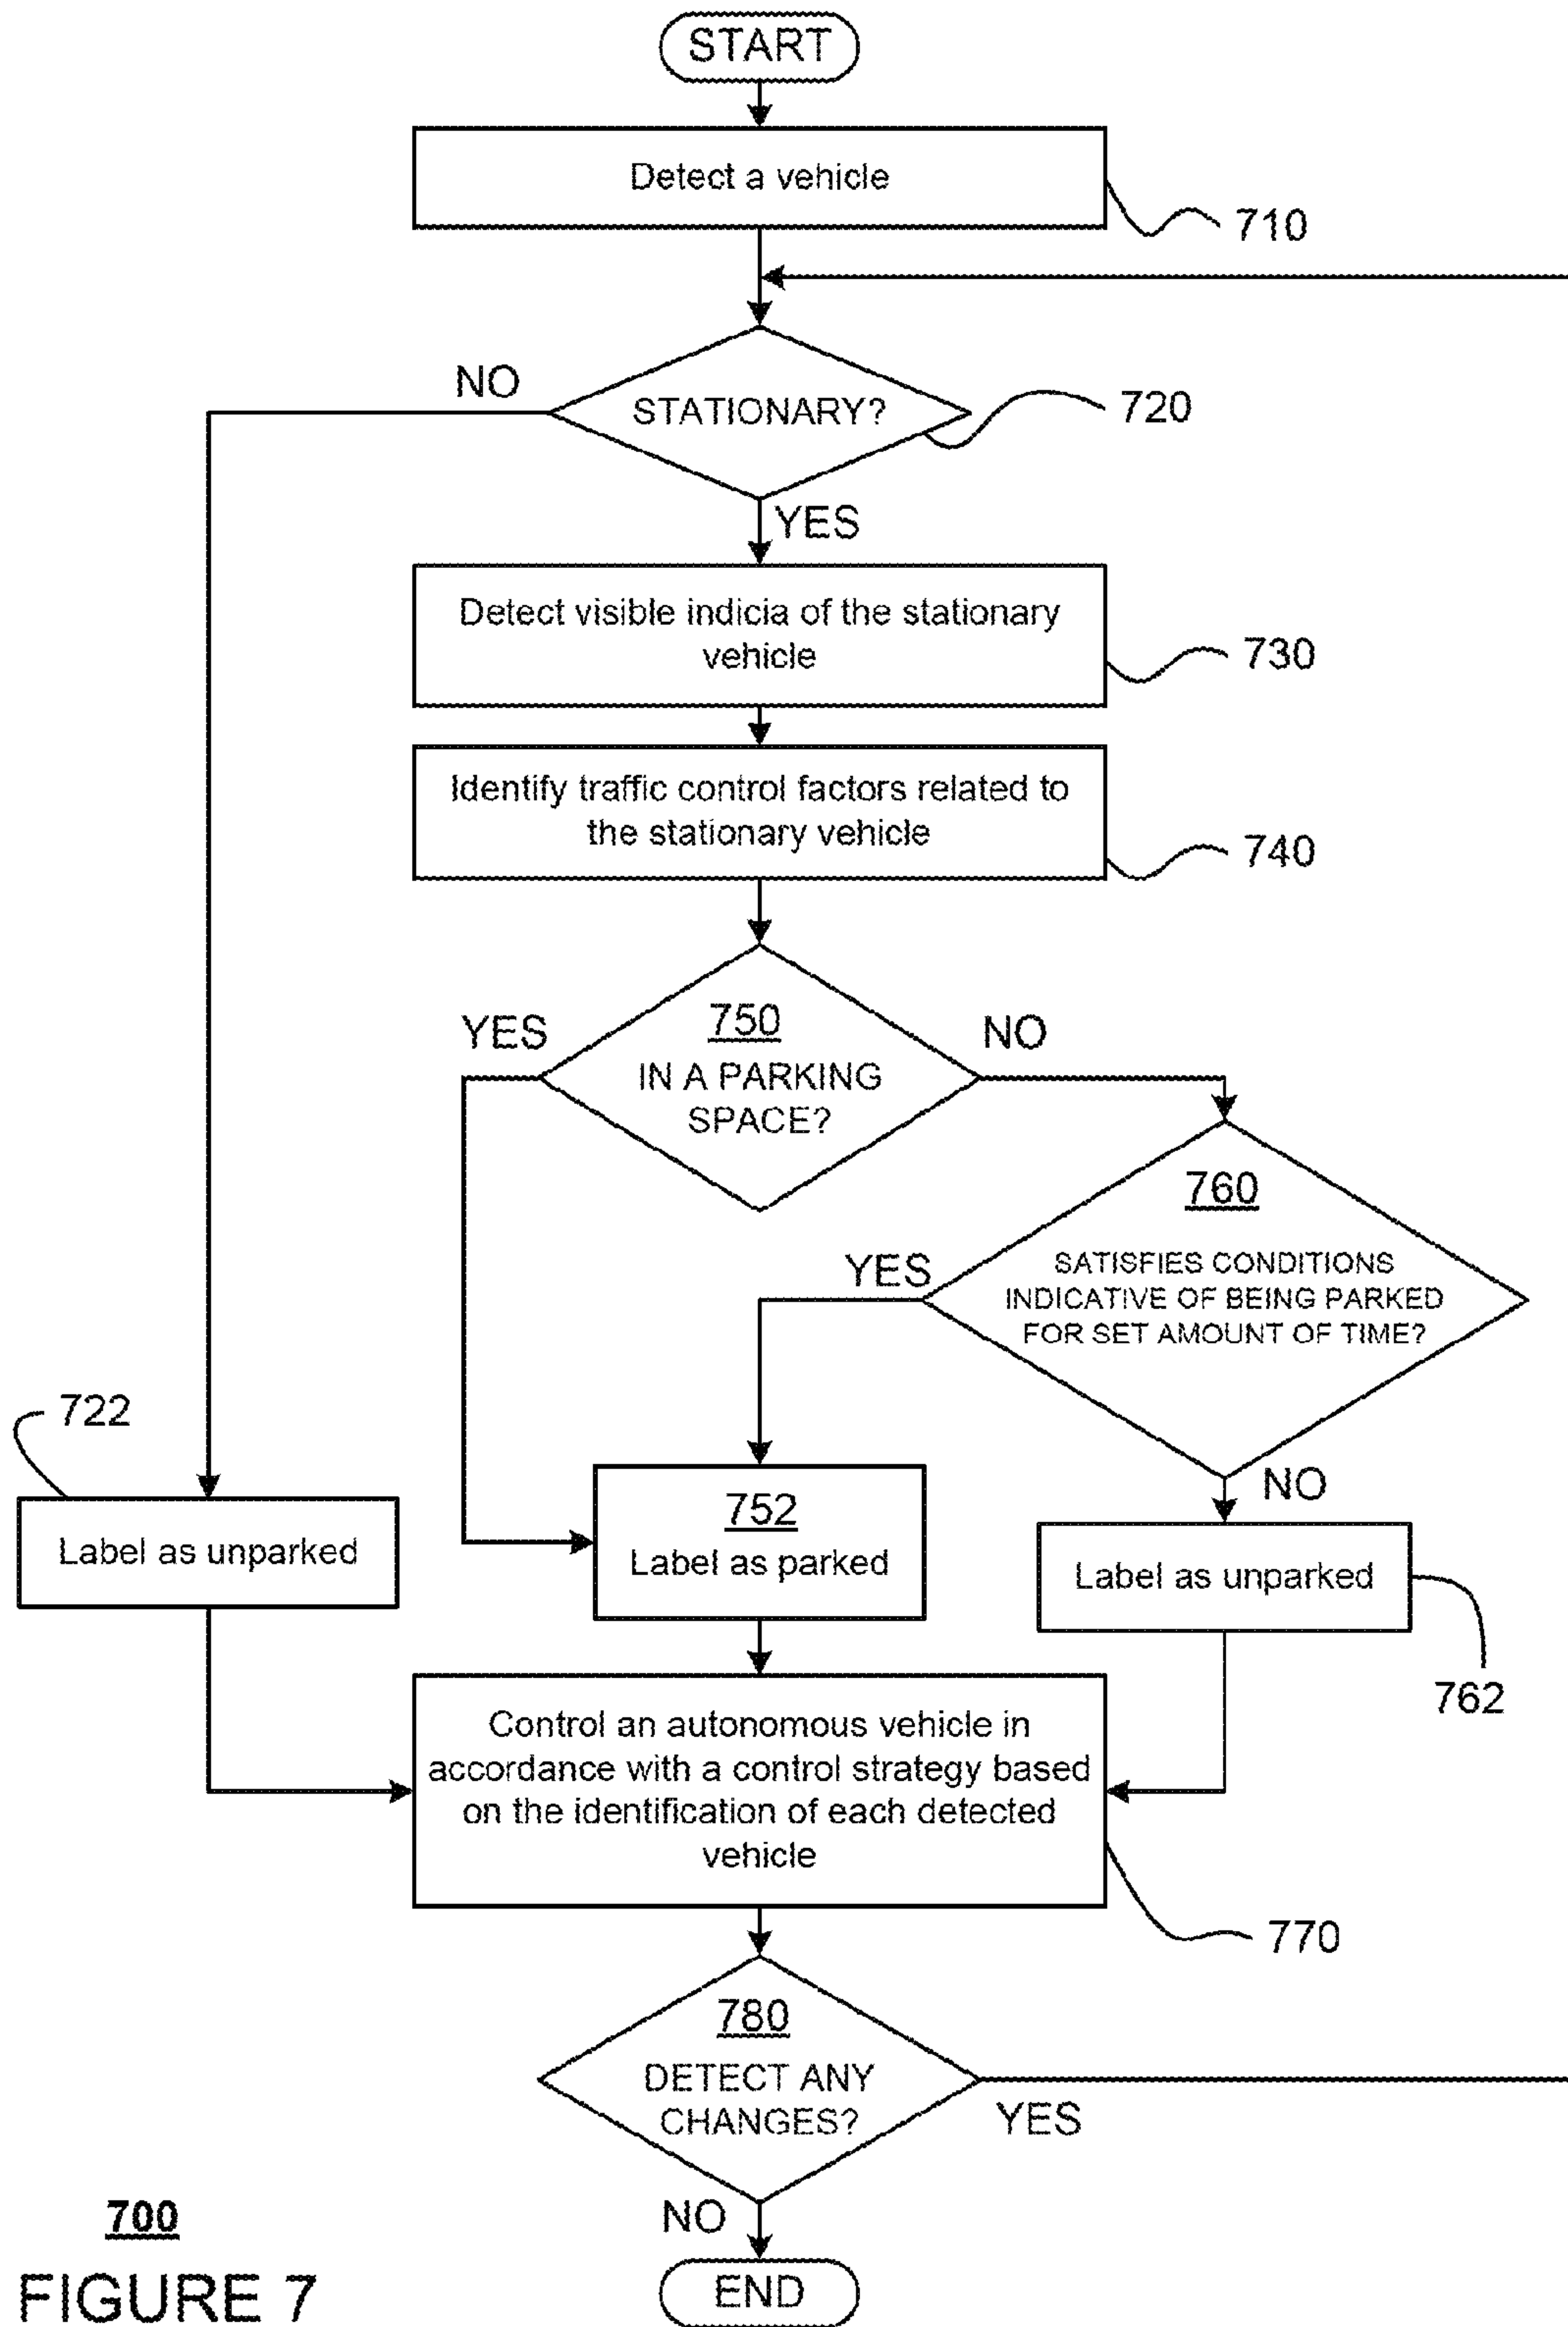 START
Detect a vehicle
710
NO
STATIONARY?
720
YES
Detect visible indicia of the stationary
vehicle
730
Identify traffic control factors related to
the stationary vehicle
740
YES
750
IN A PARKING
SPACE?
NO
760
SATISFIES CONDITIONS
INDICATIVE OF BEING PARKED
FOR SET AMOUNT OF TIME?
YES
722
NO
Label as unparked
752
Label as parked
Label as unparked
762
Control an autonomous vehicle in
accordance with a control strategy based
on the identification of each detected
vehicle
770
780
DETECT ANY
CHANGES?
YES
NO
END
700
FIGURE 7